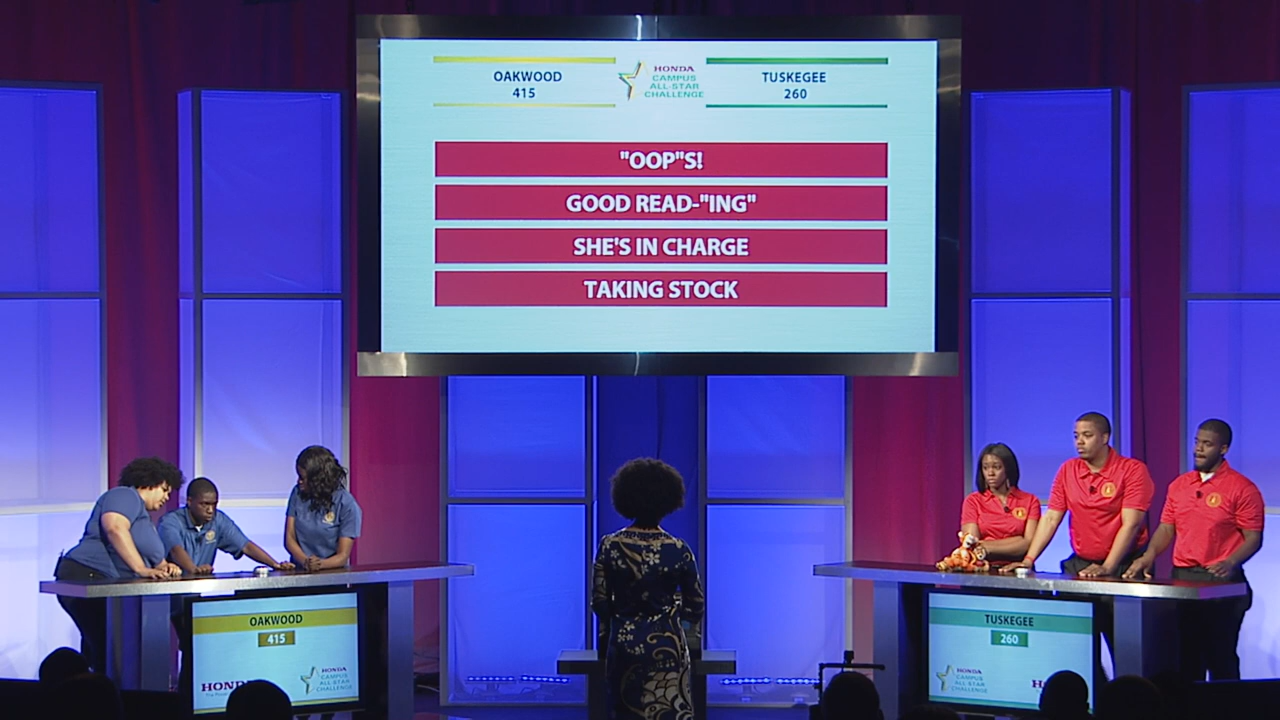 OAKWOOD
415
HONDA
CAMPUS
ALL-STAR
CHALLENGE
TUSKEGEE
260
"OOP"S!
GOOD READ-"ING"
SHE'S IN CHARGE
TAKING STOCK
OAKWOOD
415
HONDA
CAMPUS
ALL-STAR
CHALLENGE
TUSKEGEE
260
HONDA
CAMPUS
ALL-STAR
CHALLENGE